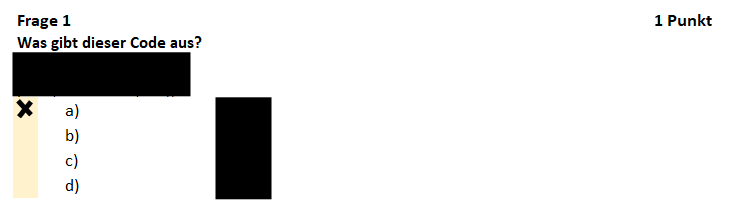 Frage 1 1 Punkt
Was gibt dieser Code aus?
a)
b)
c)
d)